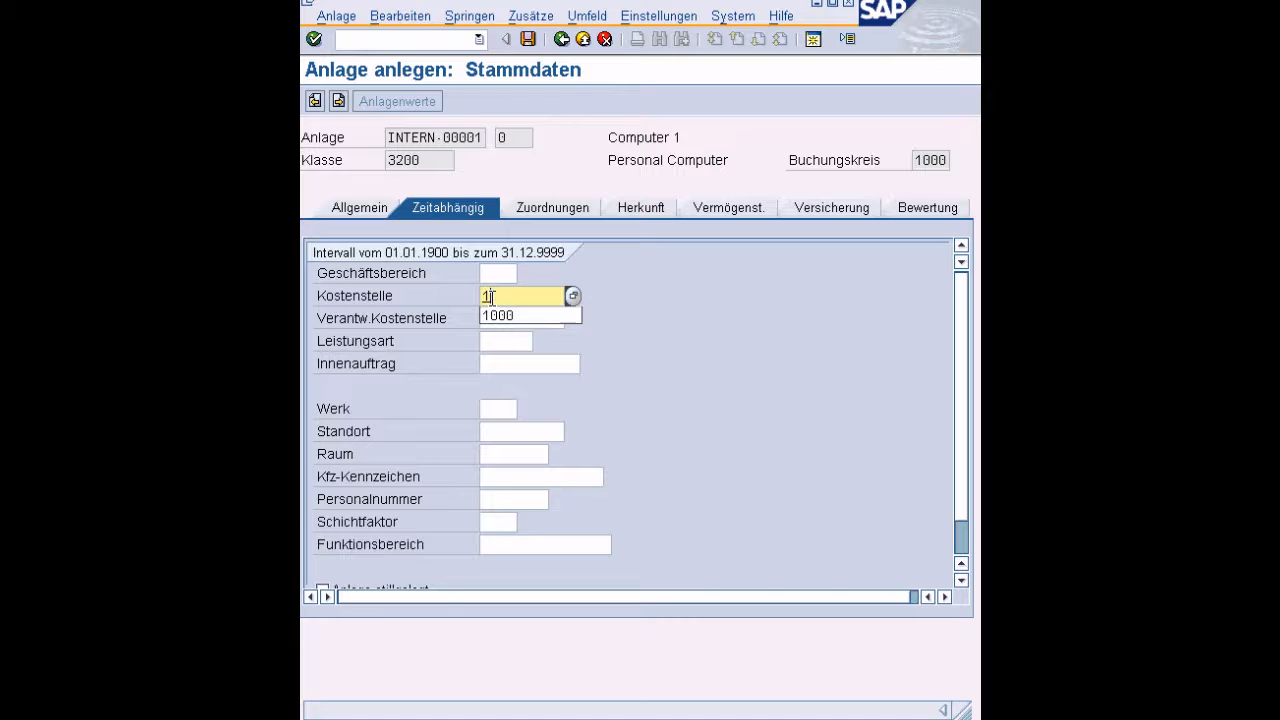 Anlage Bearbeiten Springen Zusätze Umfeld Einstellungen System Hilfe
SAP
Anlage anlegen: Stammdaten
Anlagenwerte
Anlage INTERN-00001 0 Computer 1
Klasse 3200 Personal Computer Buchungskreis 1000
Allgemein Zeitabhängig Zuordnungen Herkunft Vermögenst. Versicherung Bewertung
Intervall vom 01.01.1900 bis zum 31.12.9999
Geschäftsbereich
Kostenstelle 1
Verantw.Kostenstelle 1000
Leistungsart
Innenauftrag
Werk
Standort
Raum
Kfz-Kennzeichen
Personalnummer
Schichtfaktor
Funktionsbereich